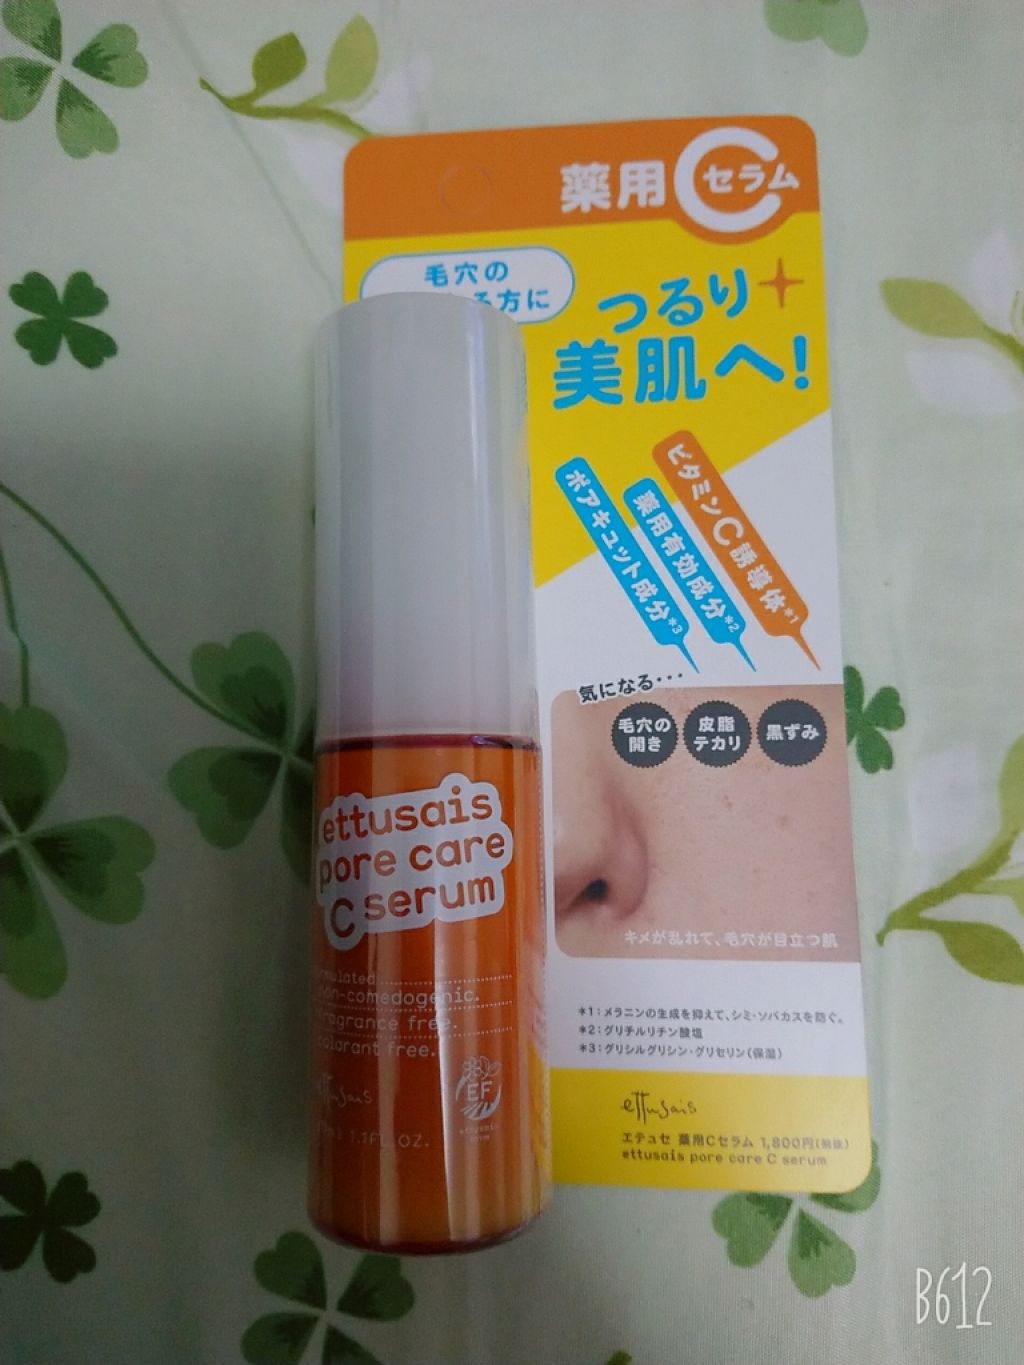 薬用Cセラム
毛穴の
る方に
つるり
美肌へ!
ビタミンC誘導体*1
薬用有効成分*2
ポアキュット成分*3
気になる・・・
毛穴の
開き
皮脂
テカリ
黒ずみ
キメが乱れて、毛穴が目立つ肌
*1:メラニンの生成を抑えて、シミ・ソバカスを防ぐ。
*2:グリチルリチン酸塩
*3:グリシルグリシン・グリセリン(保湿)
ettusais
エテュセ 薬用Cセラム 1,800円(税抜)
ettusais pore care C serum
ettusais
pore care
C serum
non-comedogenic.
fragrance free.
colorant free.
ettusais
EF
ettusais
1.1FL.OZ.
B612